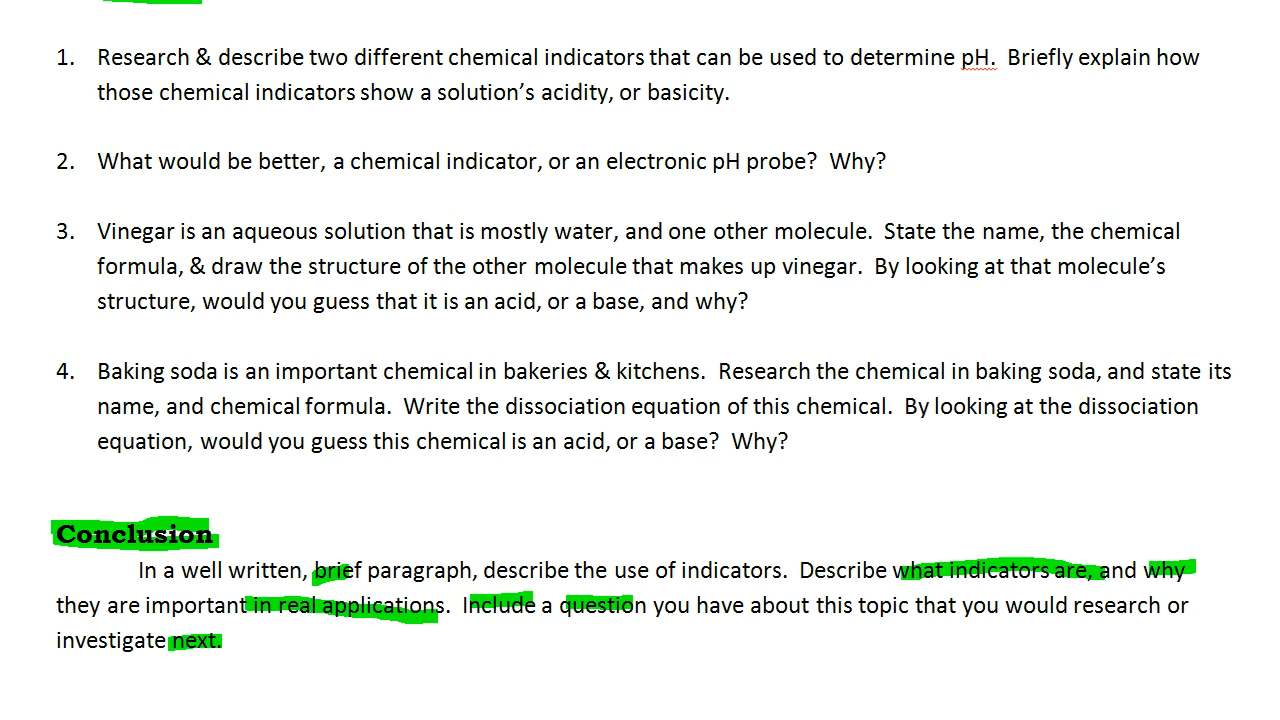 1. Research & describe two different chemical indicators that can be used to determine pH. Briefly explain how
those chemical indicators show a solution’s acidity, or basicity.
2. What would be better, a chemical indicator, or an electronic pH probe? Why?
3. Vinegar is an aqueous solution that is mostly water, and one other molecule. State the name, the chemical
formula, & draw the structure of the other molecule that makes up vinegar. By looking at that molecule’s
structure, would you guess that it is an acid, or a base, and why?
4. Baking soda is an important chemical in bakeries & kitchens. Research the chemical in baking soda, and state its
name, and chemical formula. Write the dissociation equation of this chemical. By looking at the dissociation
equation, would you guess this chemical is an acid, or a base? Why?
Conclusion
In a well written, brief paragraph, describe the use of indicators. Describe what indicators are, and why
they are important in real applications. Include a question you have about this topic that you would research or
investigate next.